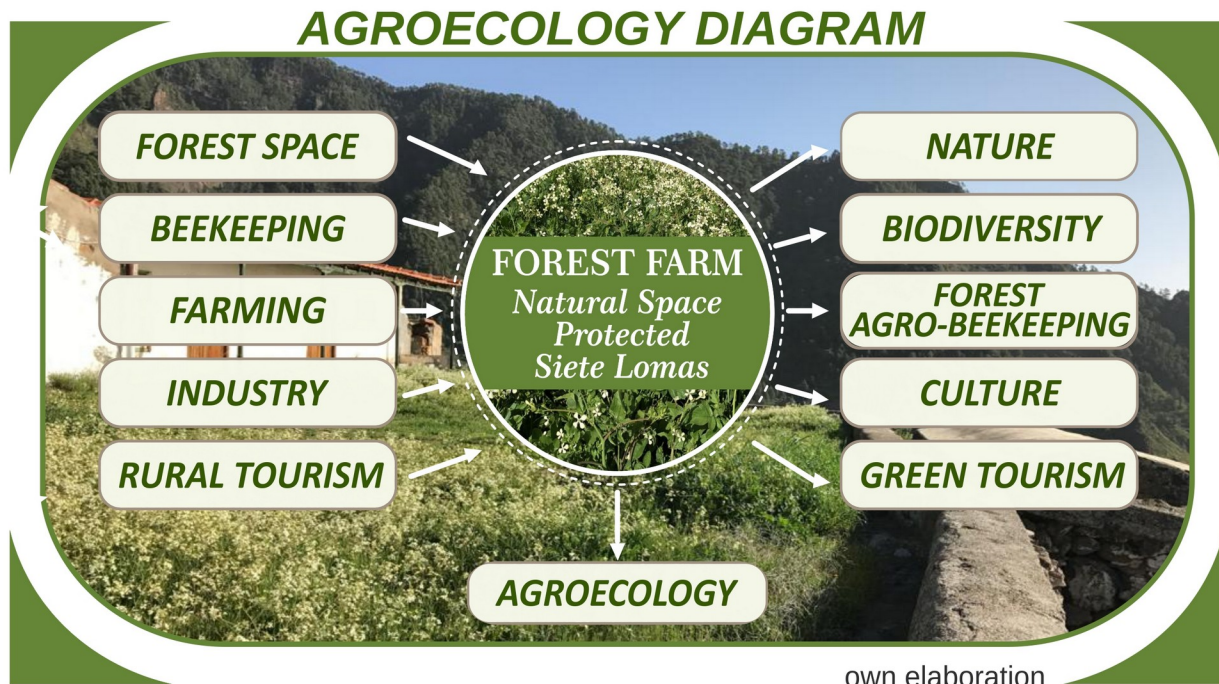 AGROECOLOGY DIAGRAM
FOREST SPACE
BEEKEEPING
FARMING
INDUSTRY
RURAL TOURISM
FOREST FARM
Natural Space
Protected
Siete Lomas
NATURE
BIODIVERSITY
FOREST
AGRO-BEEKEEPING
CULTURE
GREEN TOURISM
AGROECOLOGY
own elaboration